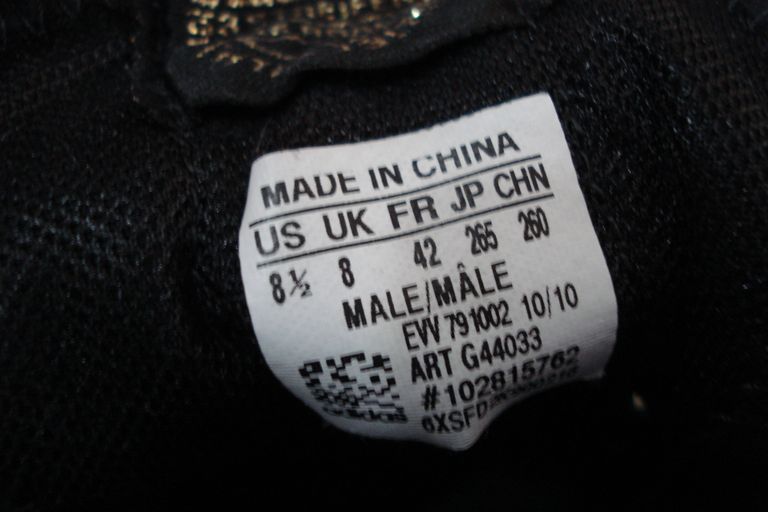 MADE IN CHINA
US UK FR JP CHN
8½ 8 42 265 260
MALE/MÂLE
EVV 791002 10/10
ART G44033
#102815762
adidas